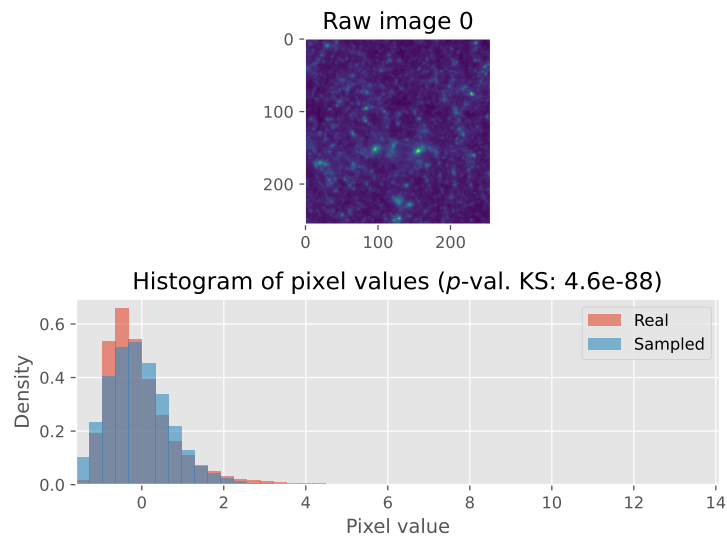 Raw image 0
0
100
200
0 100 200
Histogram of pixel values (p-val. KS: 4.6e-88)
Real
Sampled
0.6
0.4
0.2
0.0
Density
0 2 4 6 8 10 12 14
Pixel value